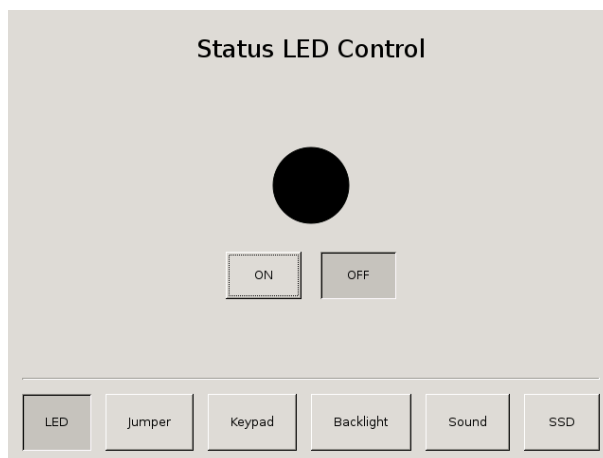 Status LED Control
ON OFF
LED Jumper Keypad Backlight Sound SSD